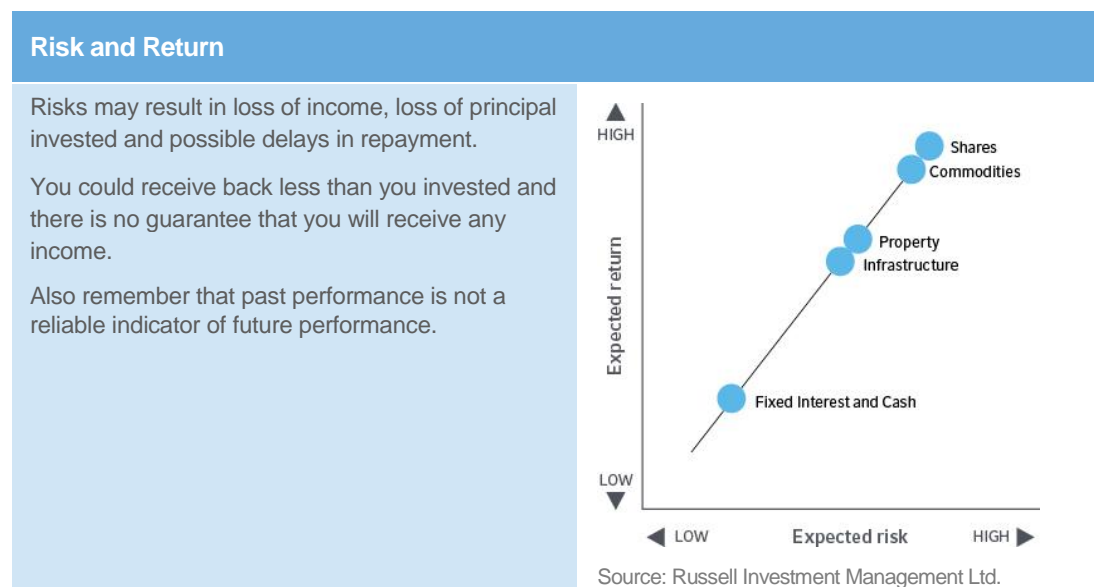 Risk and Return
Risks may result in loss of income, loss of principal
invested and possible delays in repayment.
You could receive back less than you invested and
there is no guarantee that you will receive any
income.
Also remember that past performance is not a
reliable indicator of future performance.
HIGH
Shares
Commodities
Property
Infrastructure
Expected return
Fixed Interest and Cash
LOW
LOW
Expected risk
HIGH
Source: Russell Investment Management Ltd.